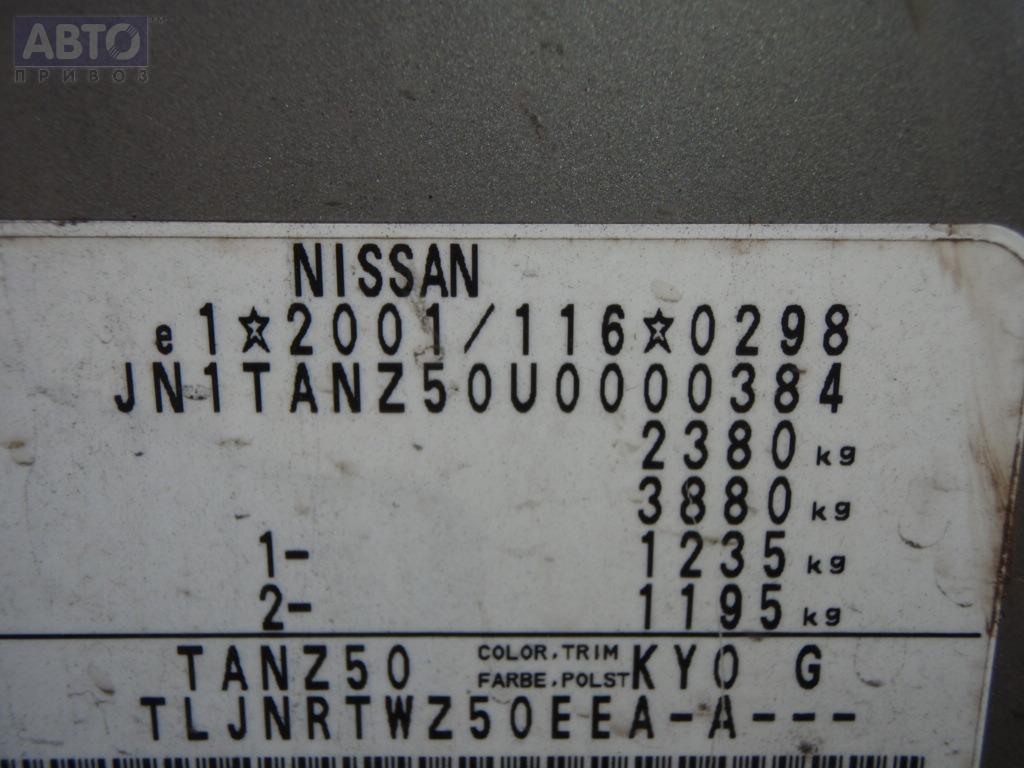 АВТО
ПРИВОЗ
NISSAN
e1☆2001/116☆0298
JN1TANZ50U0000384
2380 kg
3880 kg
1- 1235 kg
2- 1195 kg
TANZ50 COLOR.TRIM KY0 G
FARBE.POLST
TLJNRTWZ50EEA-A---